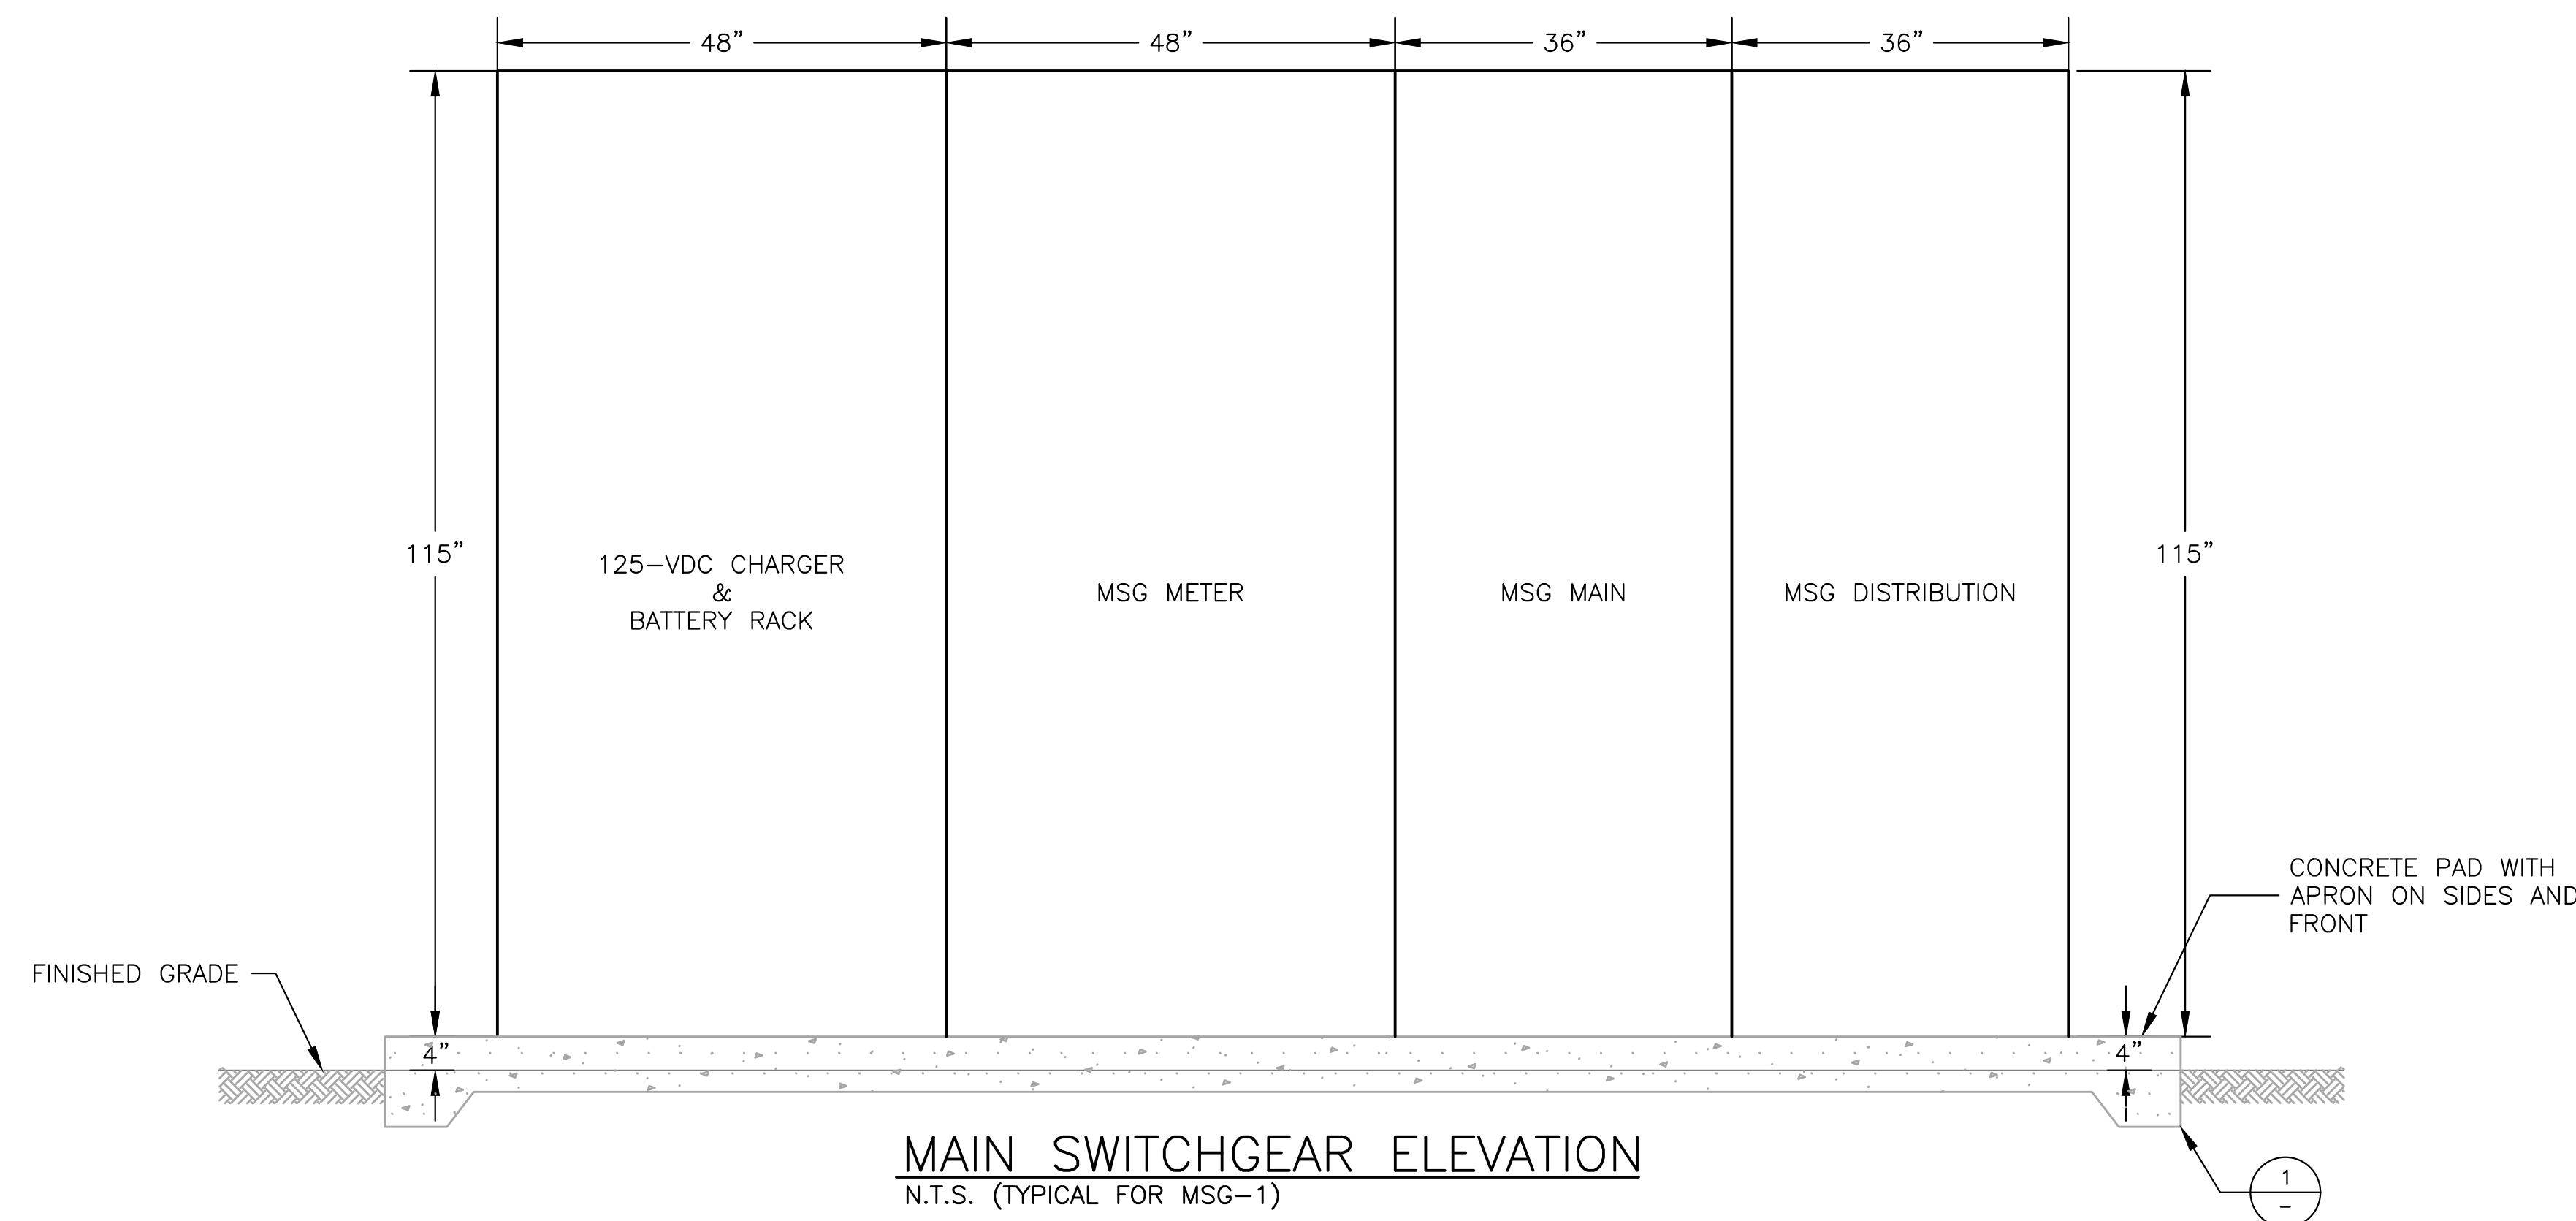 48”
48”
36”
36”
115”
115”
125-VDC CHARGER
&
BATTERY RACK
MSG METER
MSG MAIN
MSG DISTRIBUTION
CONCRETE PAD WITH
APRON ON SIDES AND
FRONT
FINISHED GRADE
4”
4”
MAIN SWITCHGEAR ELEVATION
N.T.S. (TYPICAL FOR MSG-1)
1
-